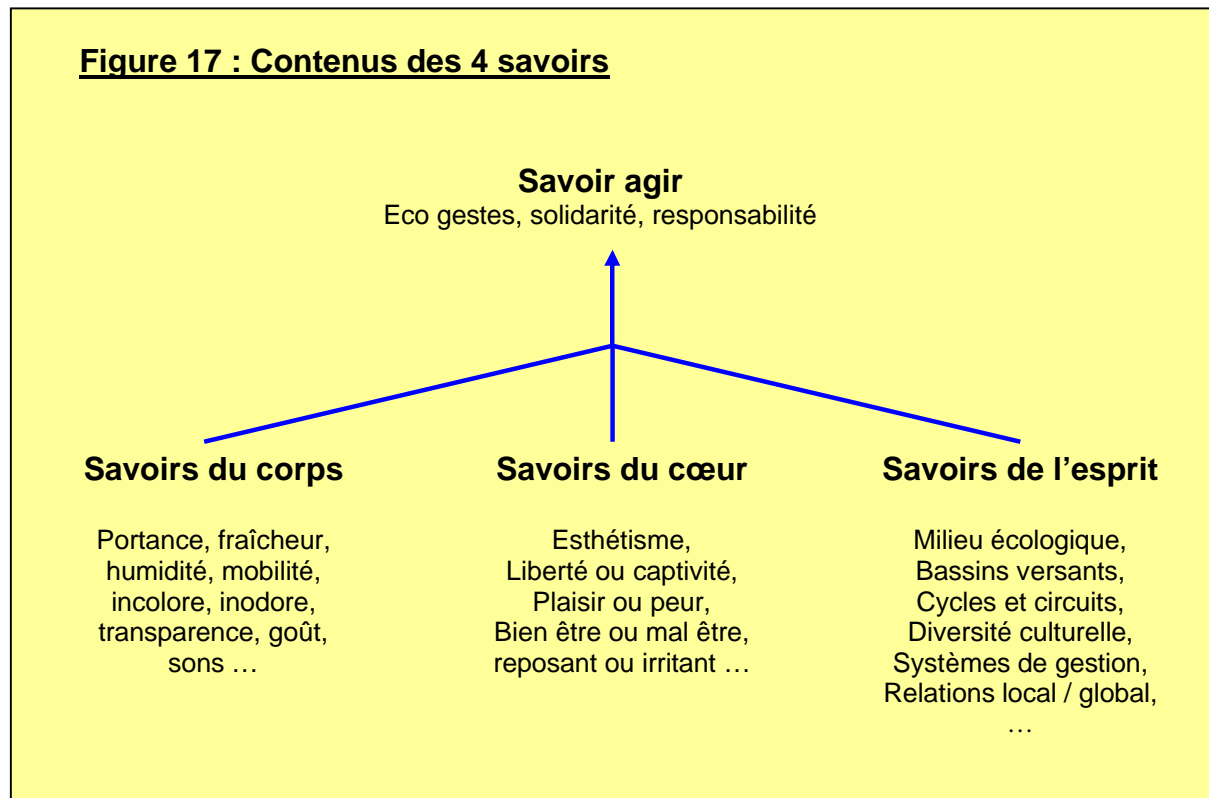 Figure 17 : Contenus des 4 savoirs
Savoir agir
Eco gestes, solidarité, responsabilité
Savoirs du corps
Portance, fraîcheur,
humidité, mobilité,
incolore, inodore,
transparence, goût,
sons …
Savoirs du cœur
Esthétisme,
Liberté ou captivité,
Plaisir ou peur,
Bien être ou mal être,
reposant ou irritant …
Savoirs de l’esprit
Milieu écologique,
Bassins versants,
Cycles et circuits,
Diversité culturelle,
Systèmes de gestion,
Relations local / global,
…